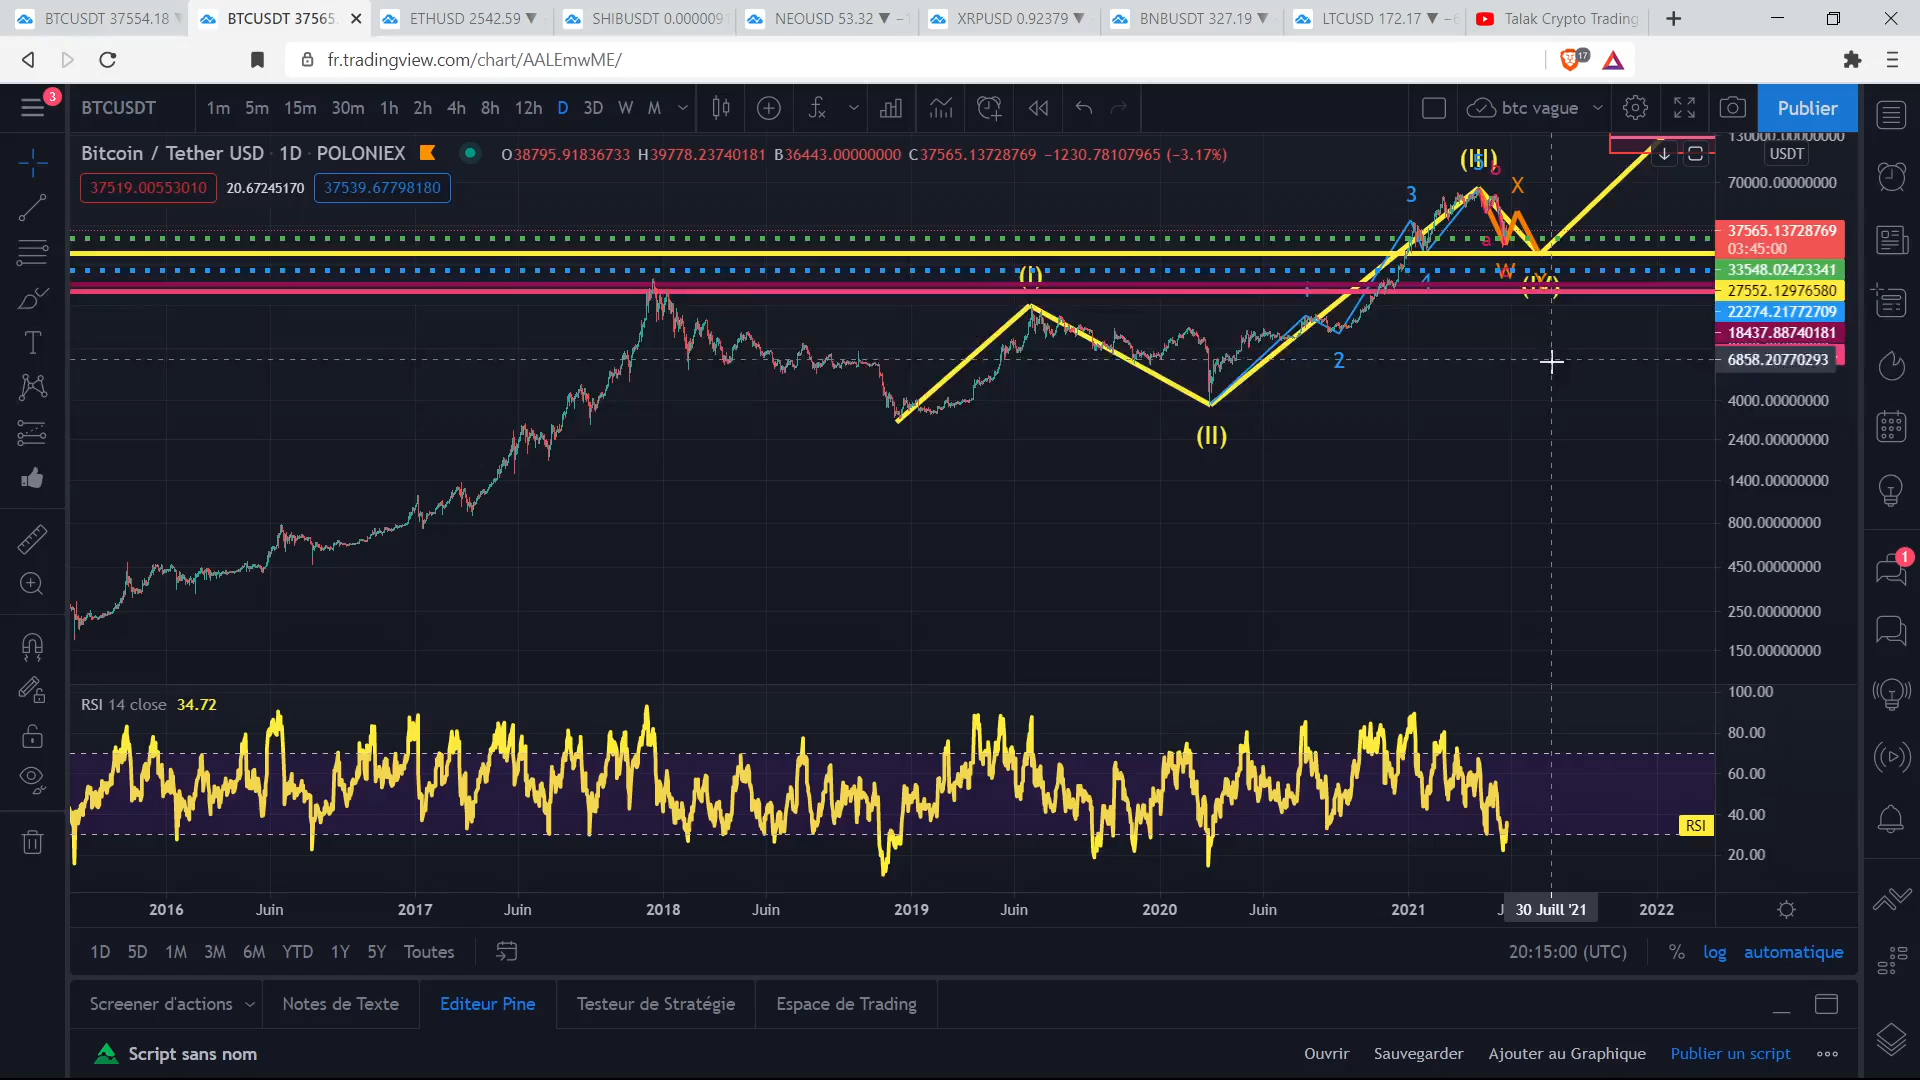 BTCUSDT 37554.18
BTCUSDT 37565.
ETHUSD 2542.59 ▼
SHIBUSDT 0.000009
NEOUSD 53.32 ▼
XRPUSD 0.92379 ▼
BNBUSDT 327.19 ▼
LTCUSD 172.17 ▼
Talak Crypto Trading
fr.tradingview.com/chart/AALEmwME/
17
3
BTCUSDT
1m 5m 15m 30m 1h 2h 4h 8h 12h D 3D W M
btc vague
Publier
Bitcoin / Tether USD · 1D · POLONIEX
O38795.91836733 H39778.23740181 B36443.00000000 C37565.13728769 −1230.78107965 (−3.17%)
37519.00553010 20.67245170 37539.67798180
130000.00000000
USDT
70000.00000000
37565.13728769
03:45:00
33548.02423341
27552.12976580
22274.21772709
18437.88740181
6858.20770293
4000.00000000
2400.00000000
1400.00000000
800.00000000
450.00000000
250.00000000
150.00000000
(III)
5
b
3
X
a
W
(I)
1
4
2
(II)
1
RSI 14 close 34.72
100.00
80.00
60.00
40.00
20.00
RSI
2016 Juin 2017 Juin 2018 Juin 2019 Juin 2020 Juin 2021 30 Juill '21 2022
1D 5D 1M 3M 6M YTD 1Y 5Y Toutes
20:15:00 (UTC) % log automatique
Screener d'actions
Notes de Texte
Editeur Pine
Testeur de Stratégie
Espace de Trading
Script sans nom
Ouvrir
Sauvegarder
Ajouter au Graphique
Publier un script